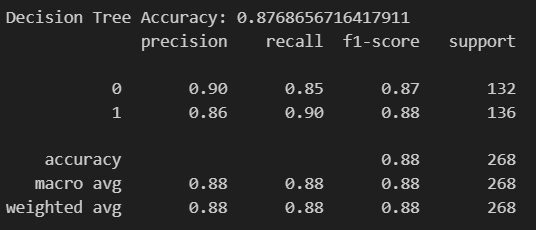 Decision Tree Accuracy: 0.8768656716417911
precision recall f1-score support
0 0.90 0.85 0.87 132
1 0.86 0.90 0.88 136
accuracy 0.88 268
macro avg 0.88 0.88 0.88 268
weighted avg 0.88 0.88 0.88 268